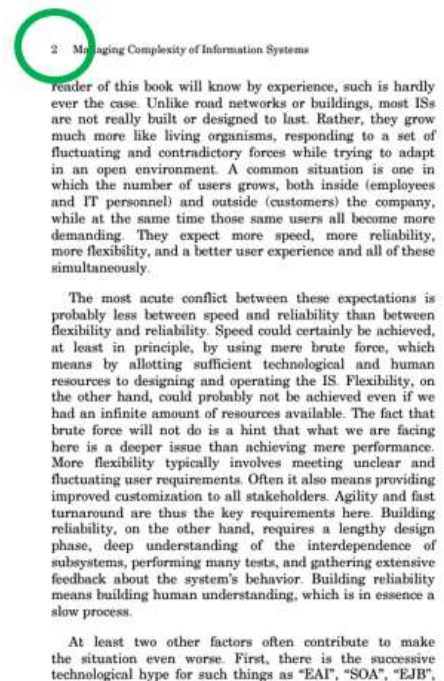 2 Managing Complexity of Information Systems
reader of this book will know by experience, such is hardly
ever the case. Unlike road networks or buildings, most ISs
are not really built or designed to last. Rather, they grow
much more like living organisms, responding to a set of
fluctuating and contradictory forces while trying to adapt
in an open environment. A common situation is one in
which the number of users grows, both inside (employees
and IT personnel) and outside (customers) the company,
while at the same time those same users all become more
demanding. They expect more speed, more reliability,
more flexibility, and a better user experience and all of these
simultaneously.
The most acute conflict between these expectations is
probably less between speed and reliability than between
flexibility and reliability. Speed could certainly be achieved,
at least in principle, by using mere brute force, which
means by allotting sufficient technological and human
resources to designing and operating the IS. Flexibility, on
the other hand, could probably not be achieved even if we
had an infinite amount of resources available. The fact that
brute force will not do is a hint that what we are facing
here is a deeper issue than achieving mere performance.
More flexibility typically involves meeting unclear and
fluctuating user requirements. Often it also means providing
improved customization to all stakeholders. Agility and fast
turnaround are thus the key requirements here. Building
reliability, on the other hand, requires a lengthy design
phase, deep understanding of the interdependence of
subsystems, performing many tests, and gathering extensive
feedback about the system's behavior. Building reliability
means building human understanding, which is in essence a
slow process.
At least two other factors often contribute to make
the situation even worse. First, there is the successive
technological hype for such things as "EAI", "SOA", "EJB",